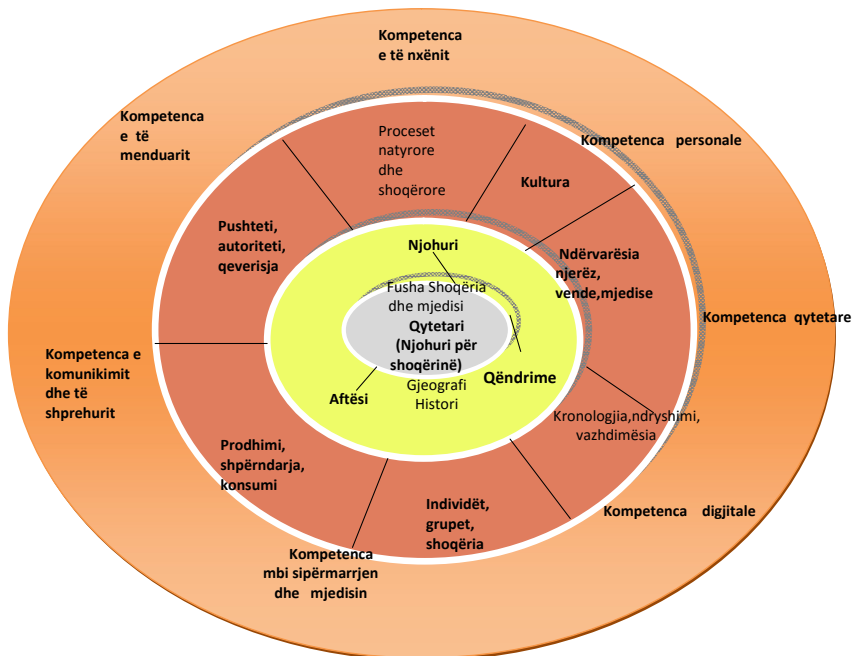 Kompetenca
e të nxënit
Kompetenca
e të
menduarit
Kompetenca personale
Proceset
natyrore
dhe
shoqërore
Kultura
Pushteti,
autoriteti,
qeverisja
Ndërvarësia
njerëz,
vende,mjedise
Njohuri
Fusha Shoqëria
dhe mjedisi
Qytetari
(Njohuri për
shoqërinë)
Gjeografi
Histori
Aftësi
Qëndrime
Kompetenca qytetare
Kompetenca e
komunikimit
dhe të
shprehurit
Kronologjia,ndryshimi,
vazhdimësia
Prodhimi,
shpërndarja,
konsumi
Individët,
grupet,
shoqëria
Kompetenca digjitale
Kompetenca
mbi sipërmarrjen
dhe mjedisin